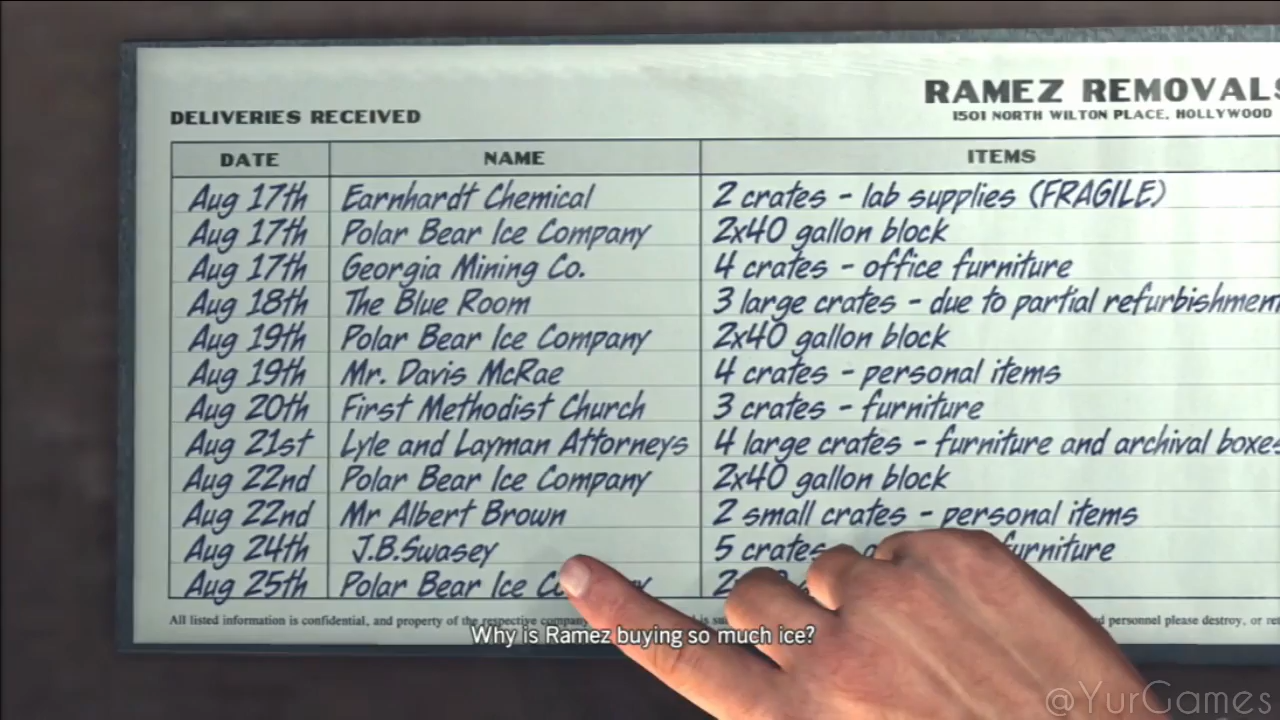 RAMEZ REMOVALS
DELIVERIES RECEIVED
1501 NORTH WILTON PLACE, HOLLYWOOD
DATE NAME ITEMS
Aug 17th Earnhardt Chemical 2 crates - lab supplies (FRAGILE)
Aug 17th Polar Bear Ice Company 2x40 gallon block
Aug 17th Georgia Mining Co. 4 crates - office furniture
Aug 18th The Blue Room 3 large crates - due to partial refurbishment
Aug 19th Polar Bear Ice Company 2x40 gallon block
Aug 19th Mr. Davis McRae 4 crates - personal items
Aug 20th First Methodist Church 3 crates - furniture
Aug 21st Lyle and Layman Attorneys 4 large crates - furniture and archival boxes
Aug 22nd Polar Bear Ice Company 2x40 gallon block
Aug 22nd Mr Albert Brown 2 small crates - personal items
Aug 24th J.B.Swasey 5 crates furniture
Aug 25th Polar Bear Ice
All listed information is confidential, and property of the respective personnel please destroy, or
Why is Ramez buying so much ice?
@YurGames